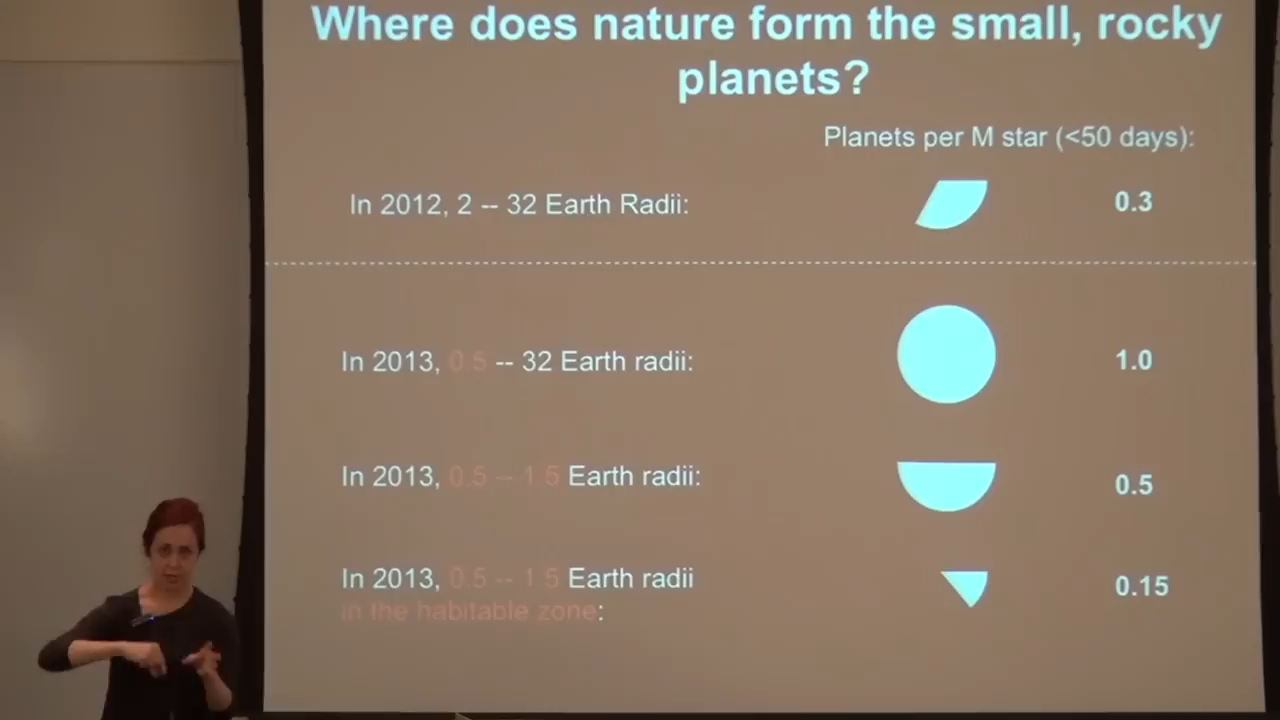 Where does nature form the small, rocky
planets?
Planets per M star (<50 days):
In 2012, 2 -- 32 Earth Radii: 0.3
In 2013, 0.5 -- 32 Earth radii: 1.0
In 2013, 0.5 -- 1.5 Earth radii: 0.5
In 2013, 0.5 -- 1.5 Earth radii
in the habitable zone: 0.15